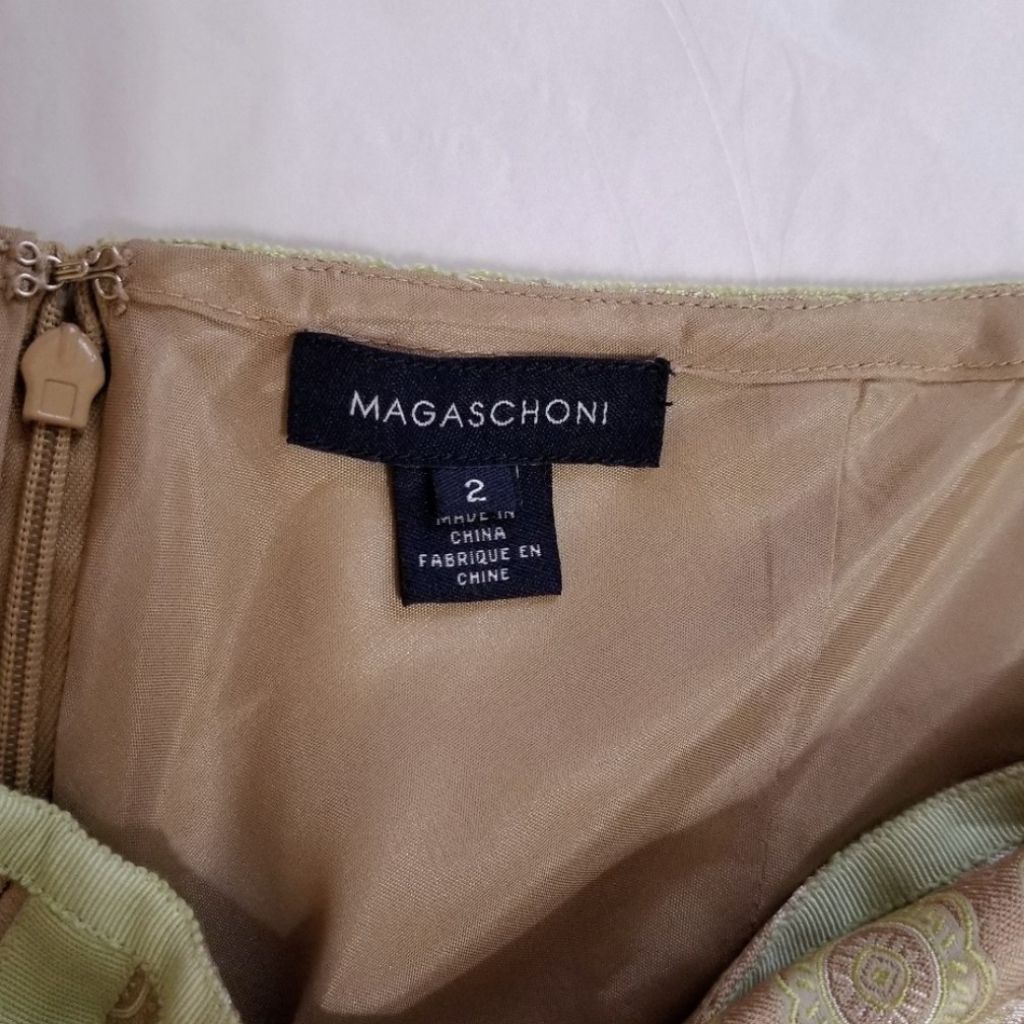 MAGASCHONI
2
MADE IN
CHINA
FABRIQUE EN
CHINE